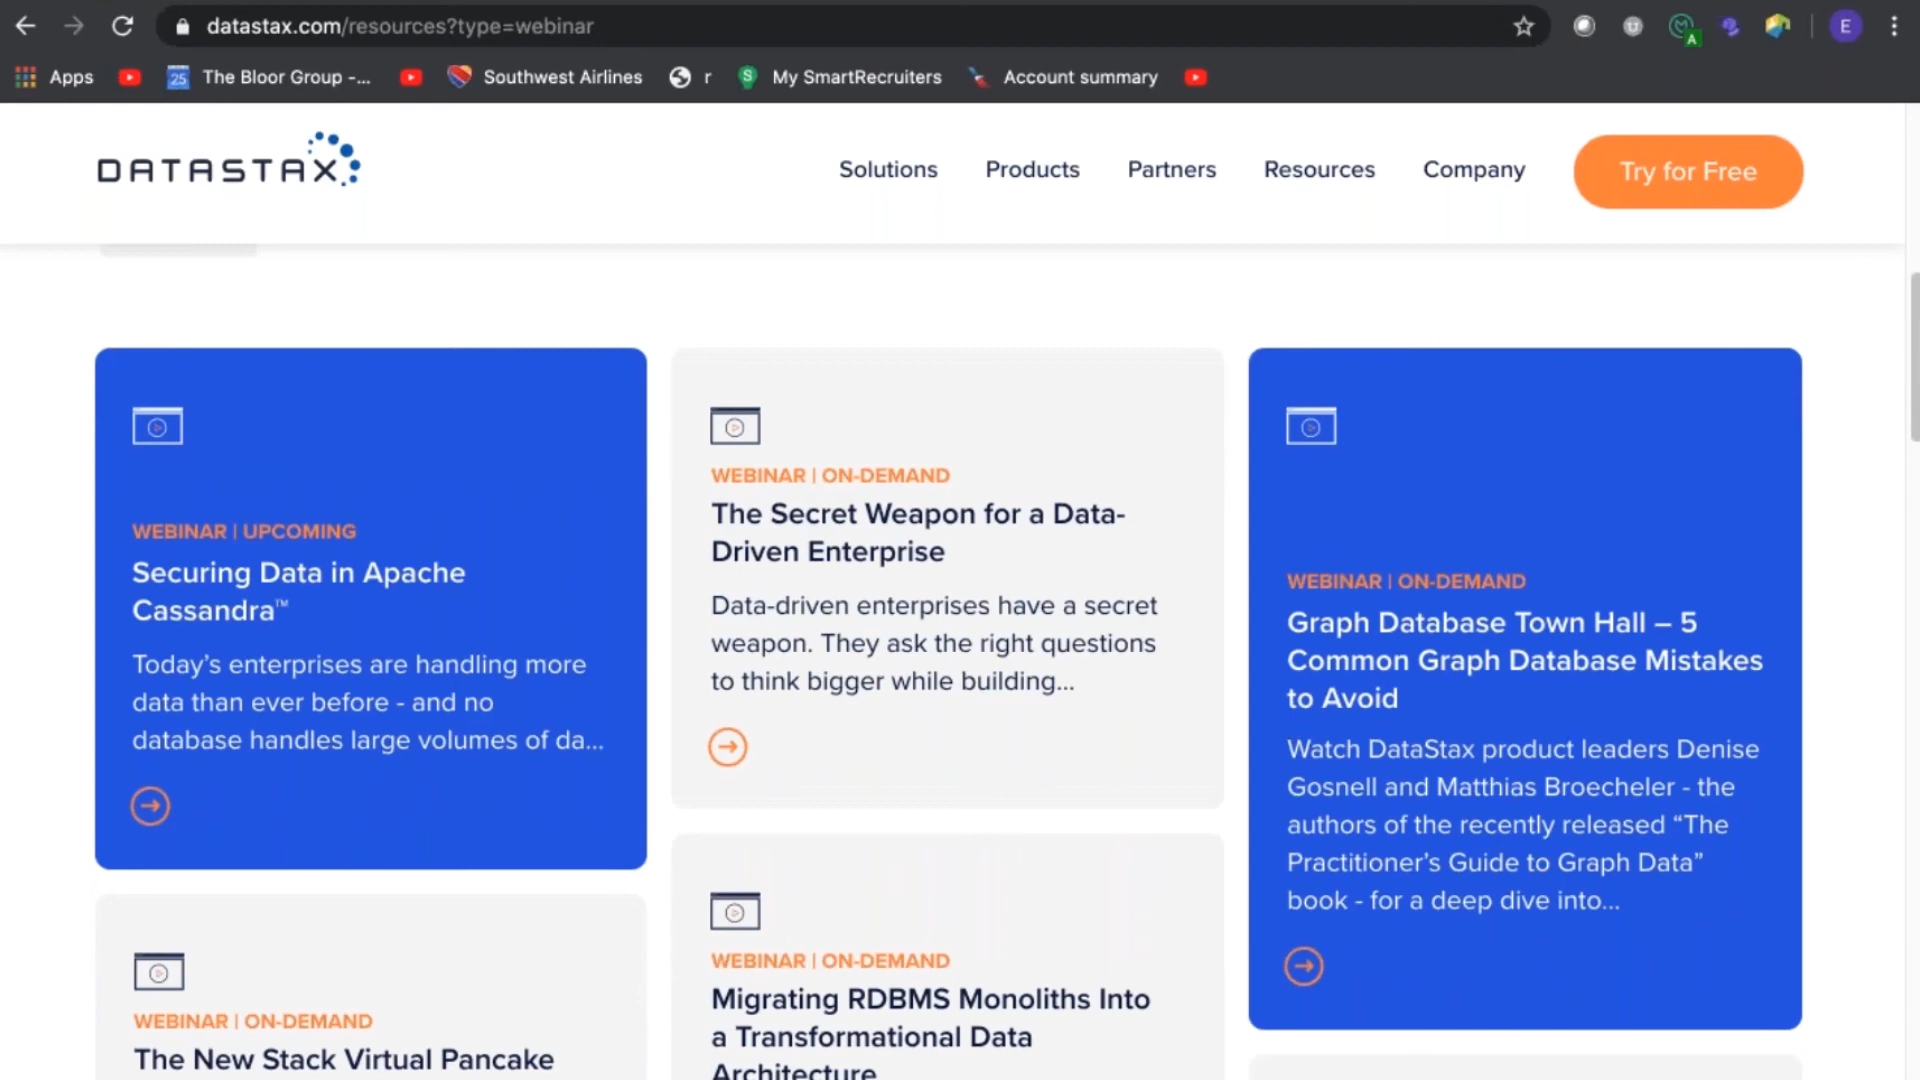 datastax.com/resources?type=webinar
E
Apps
25
The Bloor Group -...
Southwest Airlines
r
S
My SmartRecruiters
Account summary
A
DATASTAX
Solutions
Products
Partners
Resources
Company
Try for Free
WEBINAR | UPCOMING
Securing Data in Apache
Cassandra™
Today’s enterprises are handling more
data than ever before - and no
database handles large volumes of da...
WEBINAR | ON-DEMAND
The New Stack Virtual Pancake
WEBINAR | ON-DEMAND
The Secret Weapon for a Data-
Driven Enterprise
Data-driven enterprises have a secret
weapon. They ask the right questions
to think bigger while building...
WEBINAR | ON-DEMAND
Migrating RDBMS Monoliths Into
a Transformational Data
Architecture
WEBINAR | ON-DEMAND
Graph Database Town Hall – 5
Common Graph Database Mistakes
to Avoid
Watch DataStax product leaders Denise
Gosnell and Matthias Broecheler - the
authors of the recently released “The
Practitioner’s Guide to Graph Data”
book - for a deep dive into...